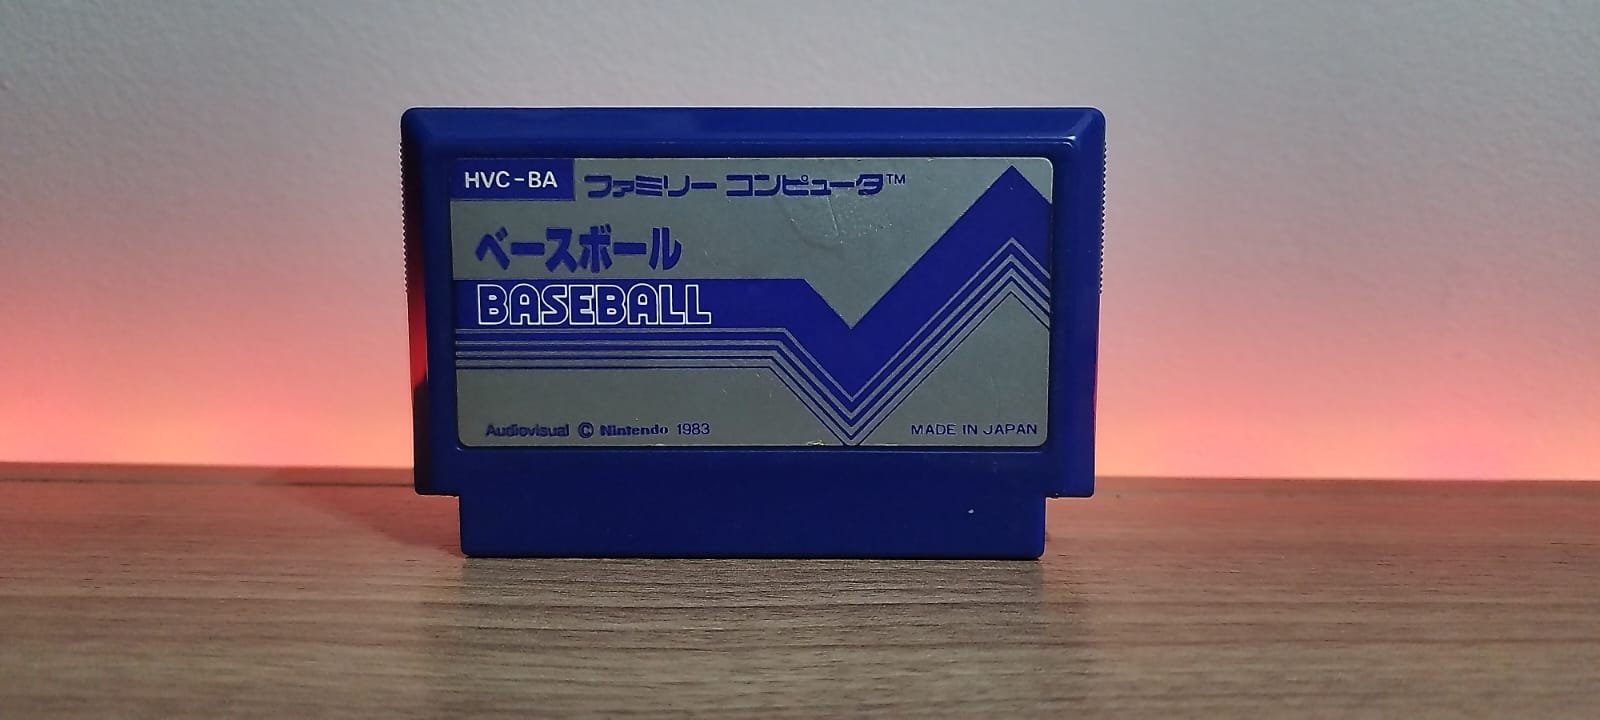 HVC-BA ファミリー コンピュータ™
ベースボール
BASEBALL
Audiovisual © Nintendo 1983 MADE IN JAPAN